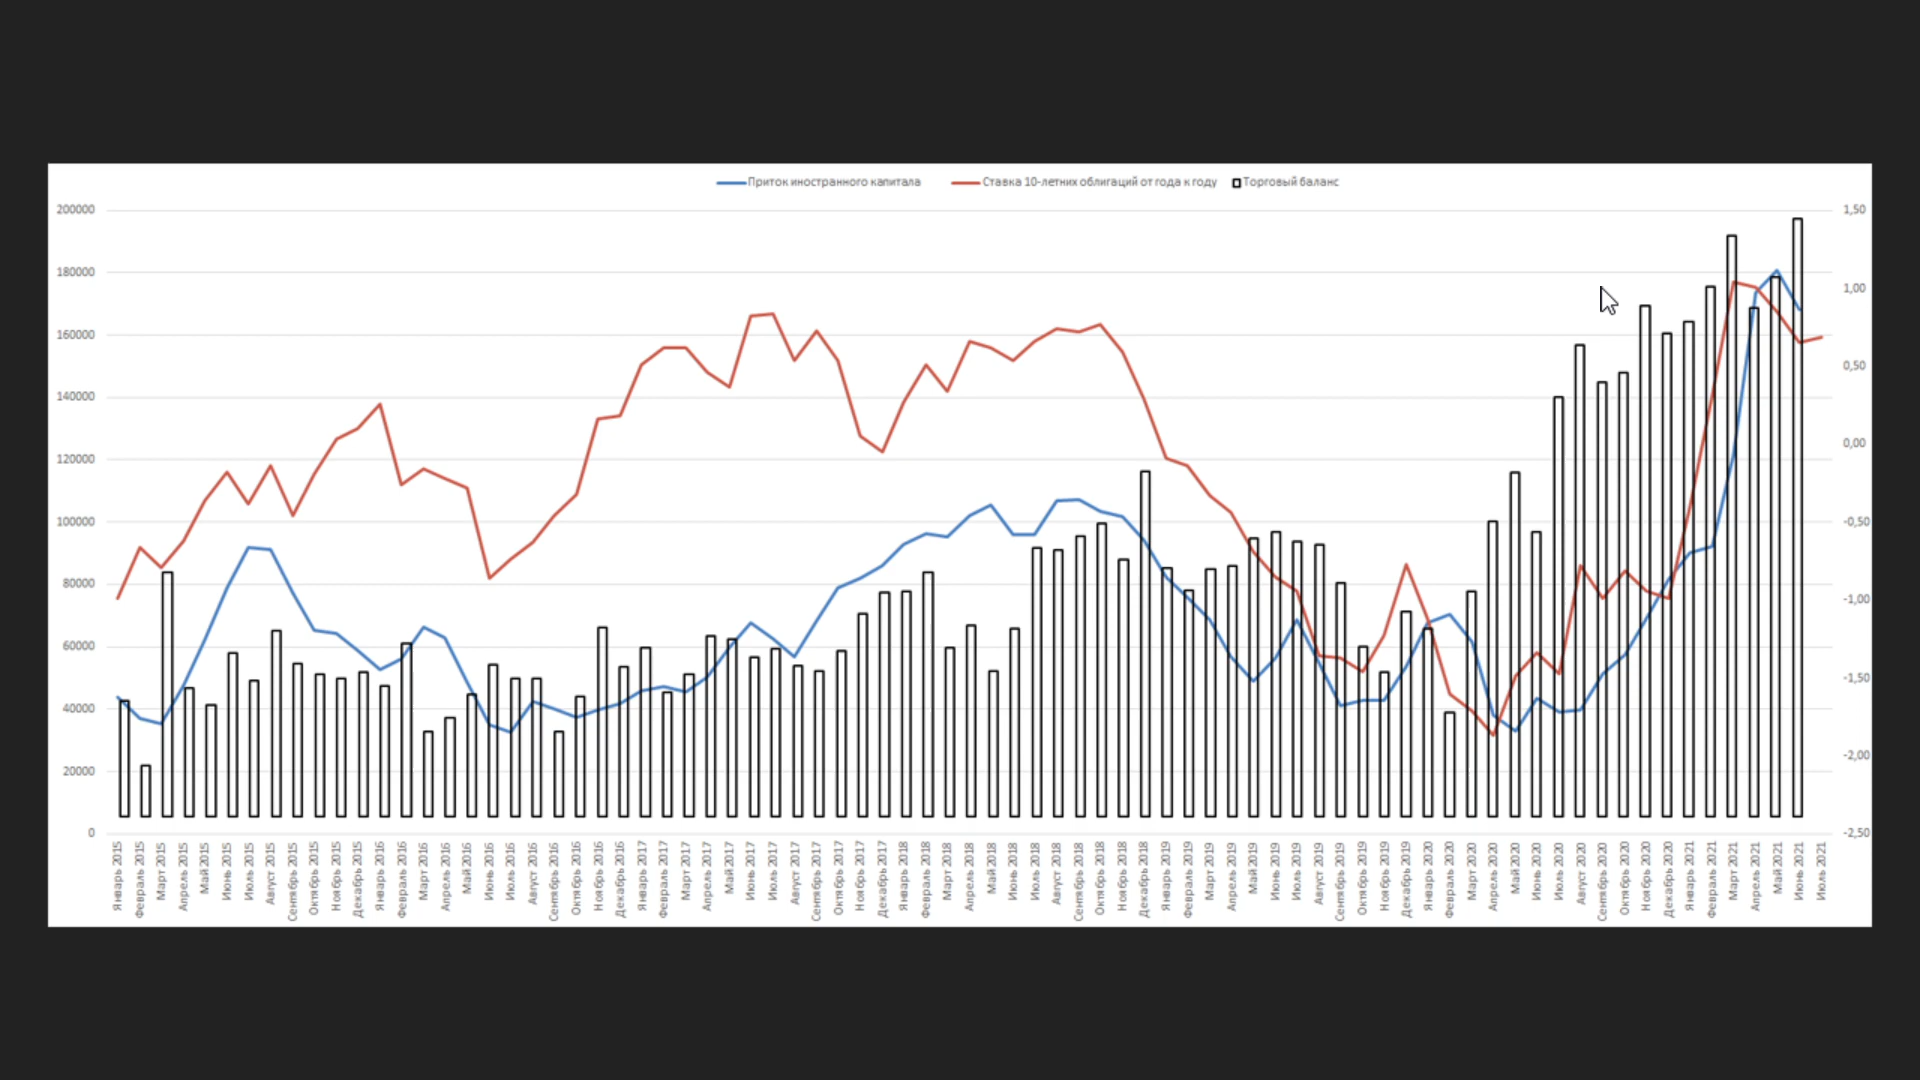 Приток иностранного капитала Ставка 10-летних облигаций от года к году Торговый баланс
200000
180000
160000
140000
120000
100000
80000
60000
40000
20000
0
1,50
1,00
0,50
0,00
-0,50
-1,00
-1,50
-2,00
-2,50
Январь 2015
Февраль 2015
Март 2015
Апрель 2015
Май 2015
Июнь 2015
Июль 2015
Август 2015
Сентябрь 2015
Октябрь 2015
Ноябрь 2015
Декабрь 2015
Январь 2016
Февраль 2016
Март 2016
Апрель 2016
Май 2016
Июнь 2016
Июль 2016
Август 2016
Сентябрь 2016
Октябрь 2016
Ноябрь 2016
Декабрь 2016
Январь 2017
Февраль 2017
Март 2017
Апрель 2017
Май 2017
Июнь 2017
Июль 2017
Август 2017
Сентябрь 2017
Октябрь 2017
Ноябрь 2017
Декабрь 2017
Январь 2018
Февраль 2018
Март 2018
Апрель 2018
Май 2018
Июнь 2018
Июль 2018
Август 2018
Сентябрь 2018
Октябрь 2018
Ноябрь 2018
Декабрь 2018
Январь 2019
Февраль 2019
Март 2019
Апрель 2019
Май 2019
Июнь 2019
Июль 2019
Август 2019
Сентябрь 2019
Октябрь 2019
Ноябрь 2019
Декабрь 2019
Январь 2020
Февраль 2020
Март 2020
Апрель 2020
Май 2020
Июнь 2020
Июль 2020
Август 2020
Сентябрь 2020
Октябрь 2020
Ноябрь 2020
Декабрь 2020
Январь 2021
Февраль 2021
Март 2021
Апрель 2021
Май 2021
Июнь 2021
Июль 2021